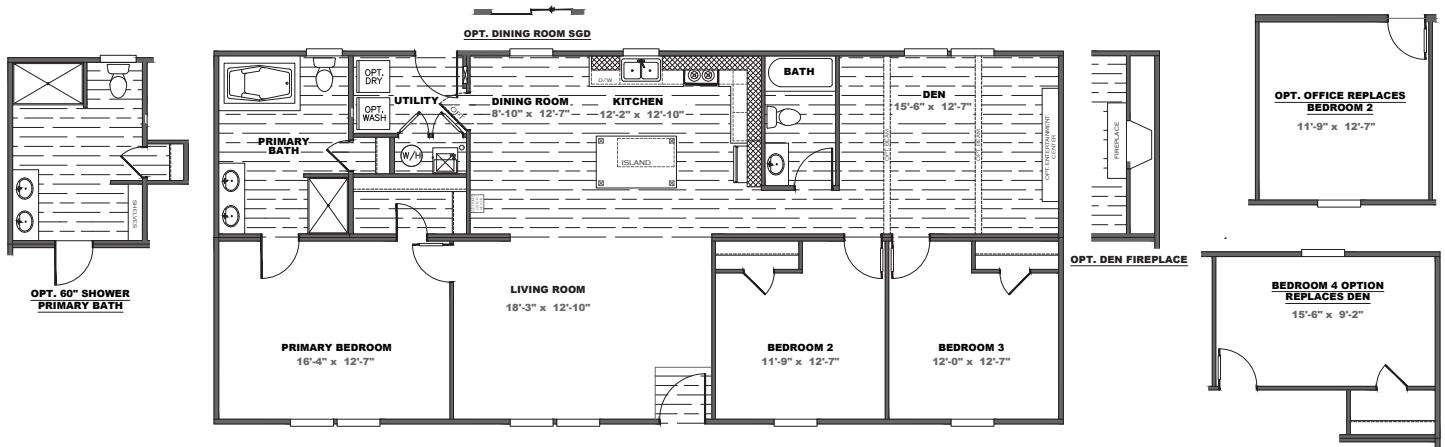 OPT. DINING ROOM SGD
OPT. 60" SHOWER
PRIMARY BATH
SHELVES
OPT.
DRY
OPT.
WASH
UTILITY
W/H
PRIMARY
BATH
DINING ROOM
8'-10" x 12'-7"
KITCHEN
12'-2" x 12'-10"
D/W
ISLAND
BATH
DEN
15'-6" x 12'-7"
OPT. BEAM
OPT. BEAM
OPT. ENTERTAINMENT
CENTER
FIREPLACE
OPT. DEN FIREPLACE
PRIMARY BEDROOM
16'-4" x 12'-7"
LIVING ROOM
18'-3" x 12'-10"
BEDROOM 2
11'-9" x 12'-7"
BEDROOM 3
12'-0" x 12'-7"
OPT. OFFICE REPLACES
BEDROOM 2
11'-9" x 12'-7"
BEDROOM 4 OPTION
REPLACES DEN
15'-6" x 9'-2"